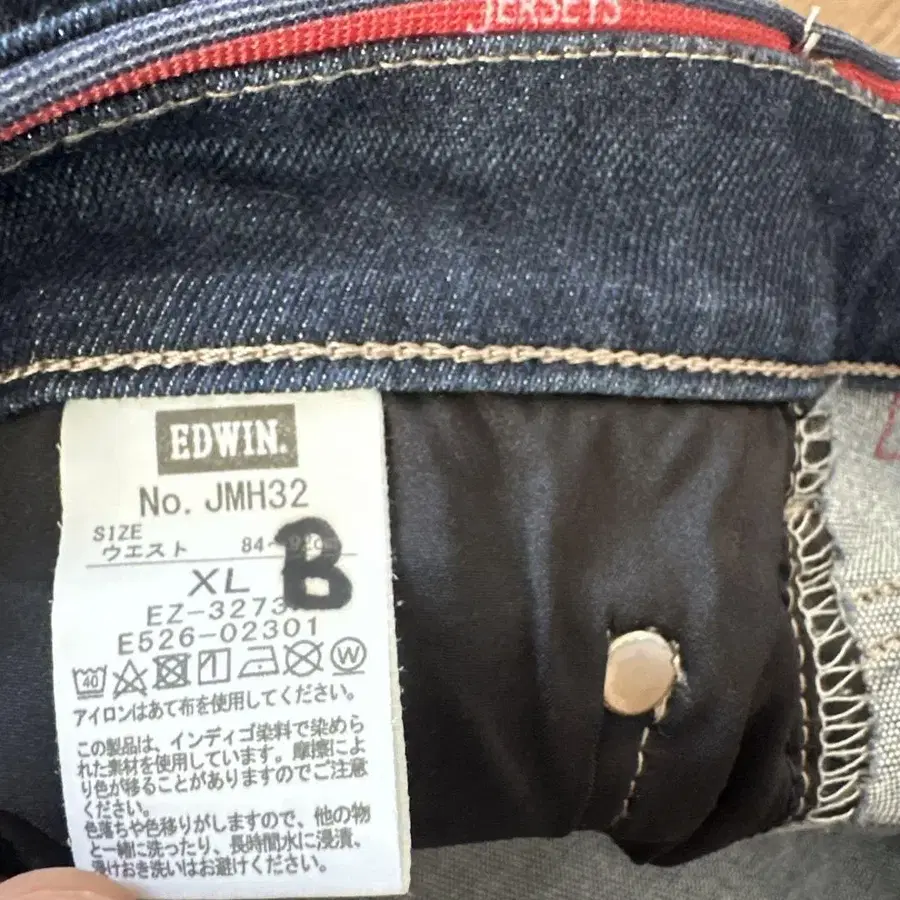 JERSEYS
EDWIN.
No. JMH32
SIZE
ウエスト 84-92c
B
XL
EZ-3273
E526-02301
40
W
アイロンはあて布を使用してください。
この製品は、インディゴ染料で染めら
れた素材を使用しています。摩擦によ
り色が移ることがありますのでご注意
ください。
色落ちや色移りがしますので、他の物
と一緒に洗ったり、長時間水に浸漬、
浸けおき洗いはお避けください。